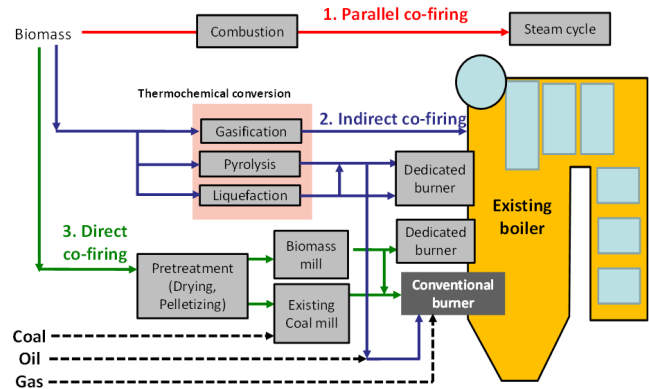 1. Parallel co-firing
Biomass
Combustion
Steam cycle
Thermochemical conversion
Gasification
2. Indirect co-firing
Pyrolysis
Liquefaction
Dedicated
burner
Existing
boiler
3. Direct
co-firing
Pretreatment
(Drying,
Pelletizing)
Biomass
mill
Existing
Coal mill
Dedicated
burner
Conventional
burner
Coal
Oil
Gas